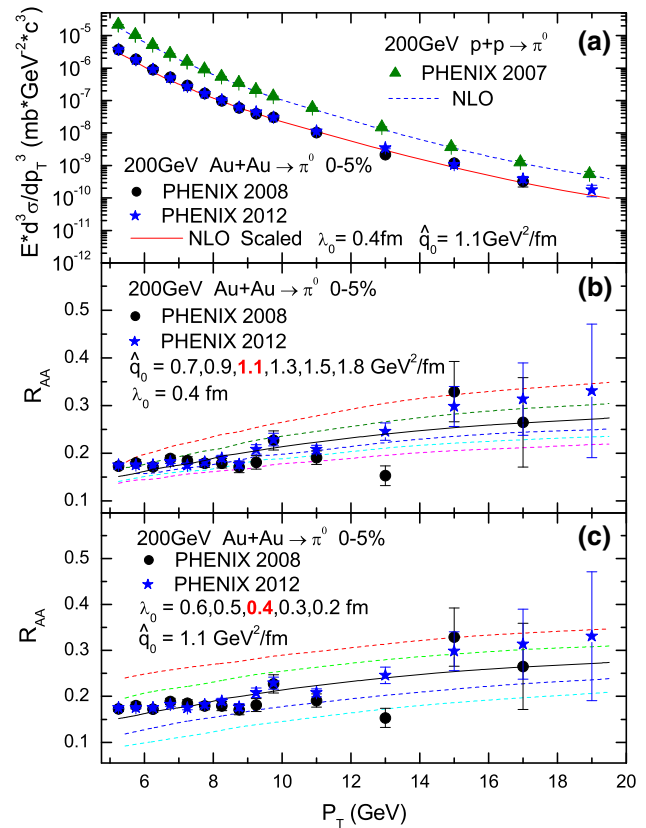 200GeV p+p→π⁰ (a)
PHENIX 2007
NLO
200GeV Au+Au→π⁰ 0-5%
PHENIX 2008
PHENIX 2012
NLO Scaled λ₀= 0.4fm q̂₀= 1.1GeV²/fm
E*d³σ/dp_T³ (mb*GeV⁻²*c³)
10⁻⁵
10⁻⁶
10⁻⁷
10⁻⁸
10⁻⁹
10⁻¹⁰
10⁻¹¹
10⁻¹²
200GeV Au+Au→π⁰ 0-5% (b)
PHENIX 2008
PHENIX 2012
q̂₀ = 0.7,0.9,1.1,1.3,1.5,1.8 GeV²/fm
λ₀ = 0.4 fm
R_AA
0.5
0.4
0.3
0.2
0.1
200GeV Au+Au→π⁰ 0-5% (c)
PHENIX 2008
PHENIX 2012
λ₀ = 0.6,0.5,0.4,0.3,0.2 fm
q̂₀ = 1.1 GeV²/fm
R_AA
0.5
0.4
0.3
0.2
0.1
6 8 10 12 14 16 18 20
P_T (GeV)